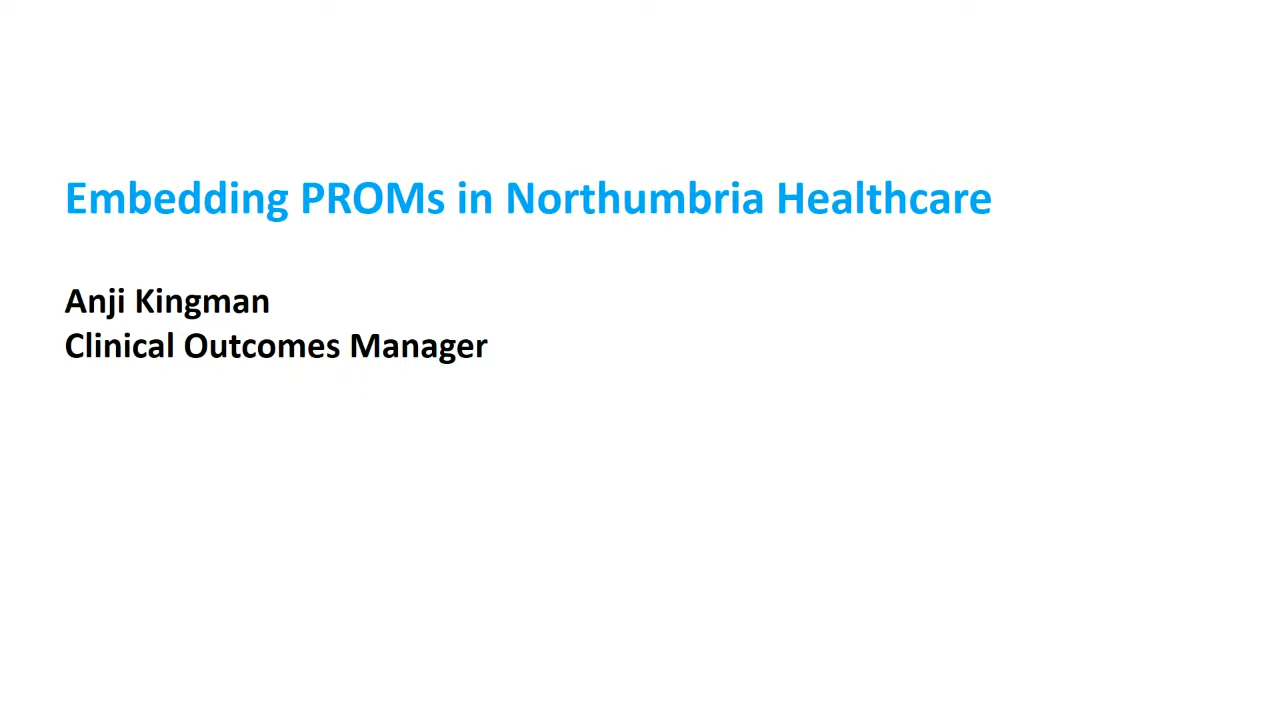 Embedding PROMs in Northumbria Healthcare
Anji Kingman
Clinical Outcomes Manager